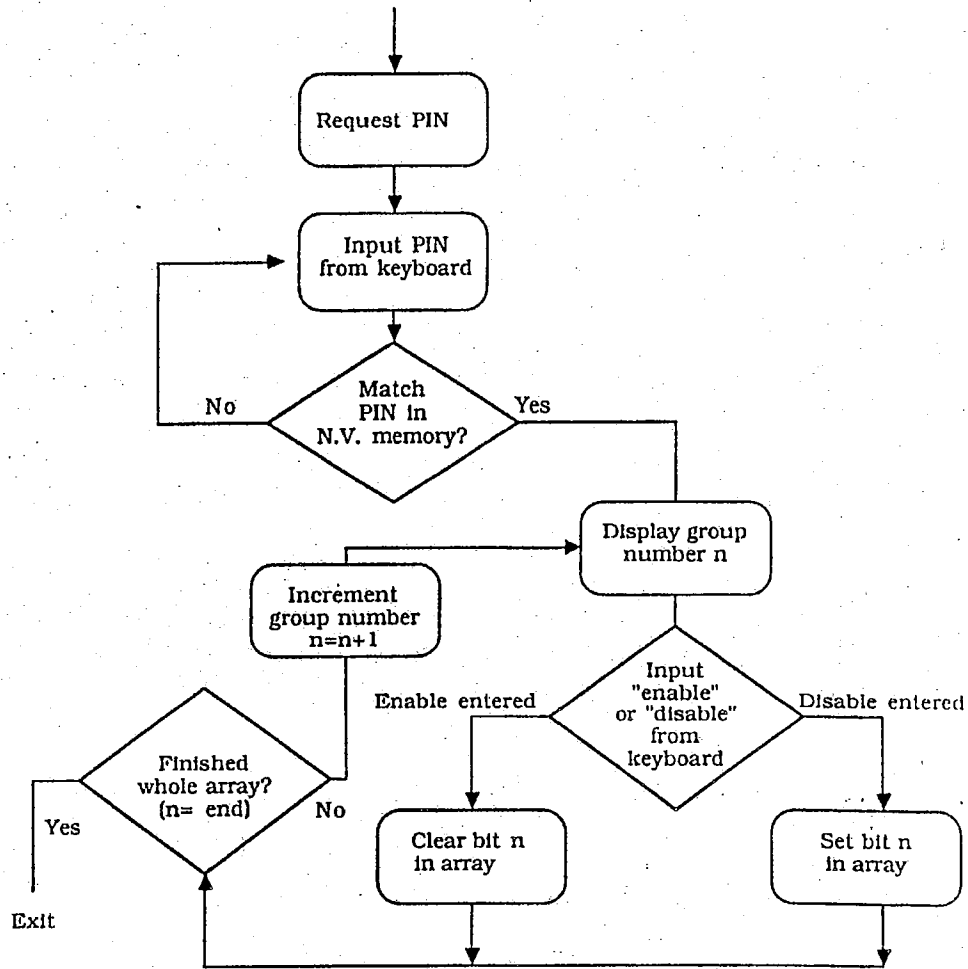 Request PIN
Input PIN
from keyboard
Match
PIN in
N.V. memory?
No
Yes
Display group
number n
Increment
group number
n=n+1
Input
"enable"
or "disable"
from
keyboard
Enable entered
Disable entered
Finished
whole array?
(n= end)
Yes
No
Clear bit n
in array
Set bit n
in array
Exit